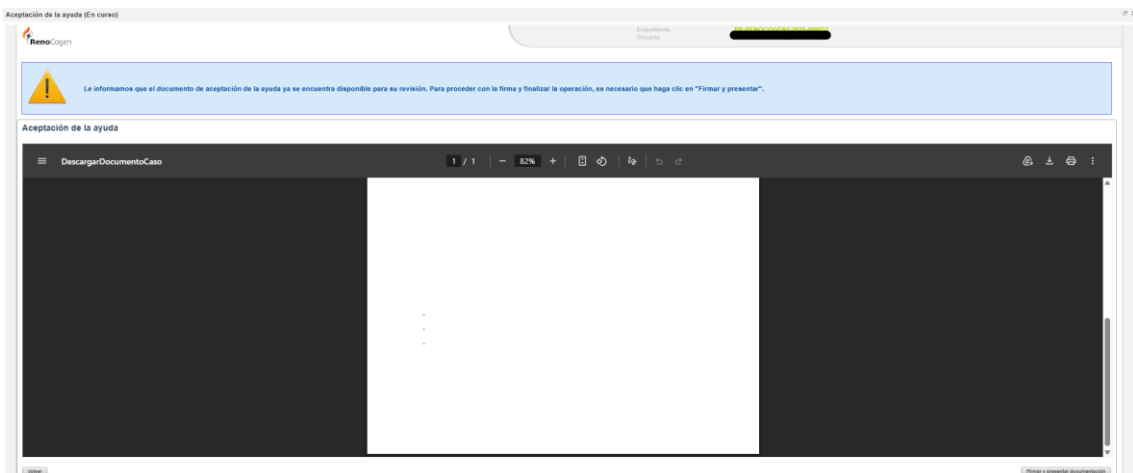 Aceptación de la ayuda (En curso)
RenoCogen
Expediente
Usuario
Le informamos que el documento de aceptación de la ayuda ya se encuentra disponible para su revisión. Para proceder con la firma y finalizar la operación, es necesario que haga clic en "Firmar y presentar".
Aceptación de la ayuda
DescargarDocumentoCaso
1 / 1
82%
-
-
-
Volver
Firmar y presentar documentación